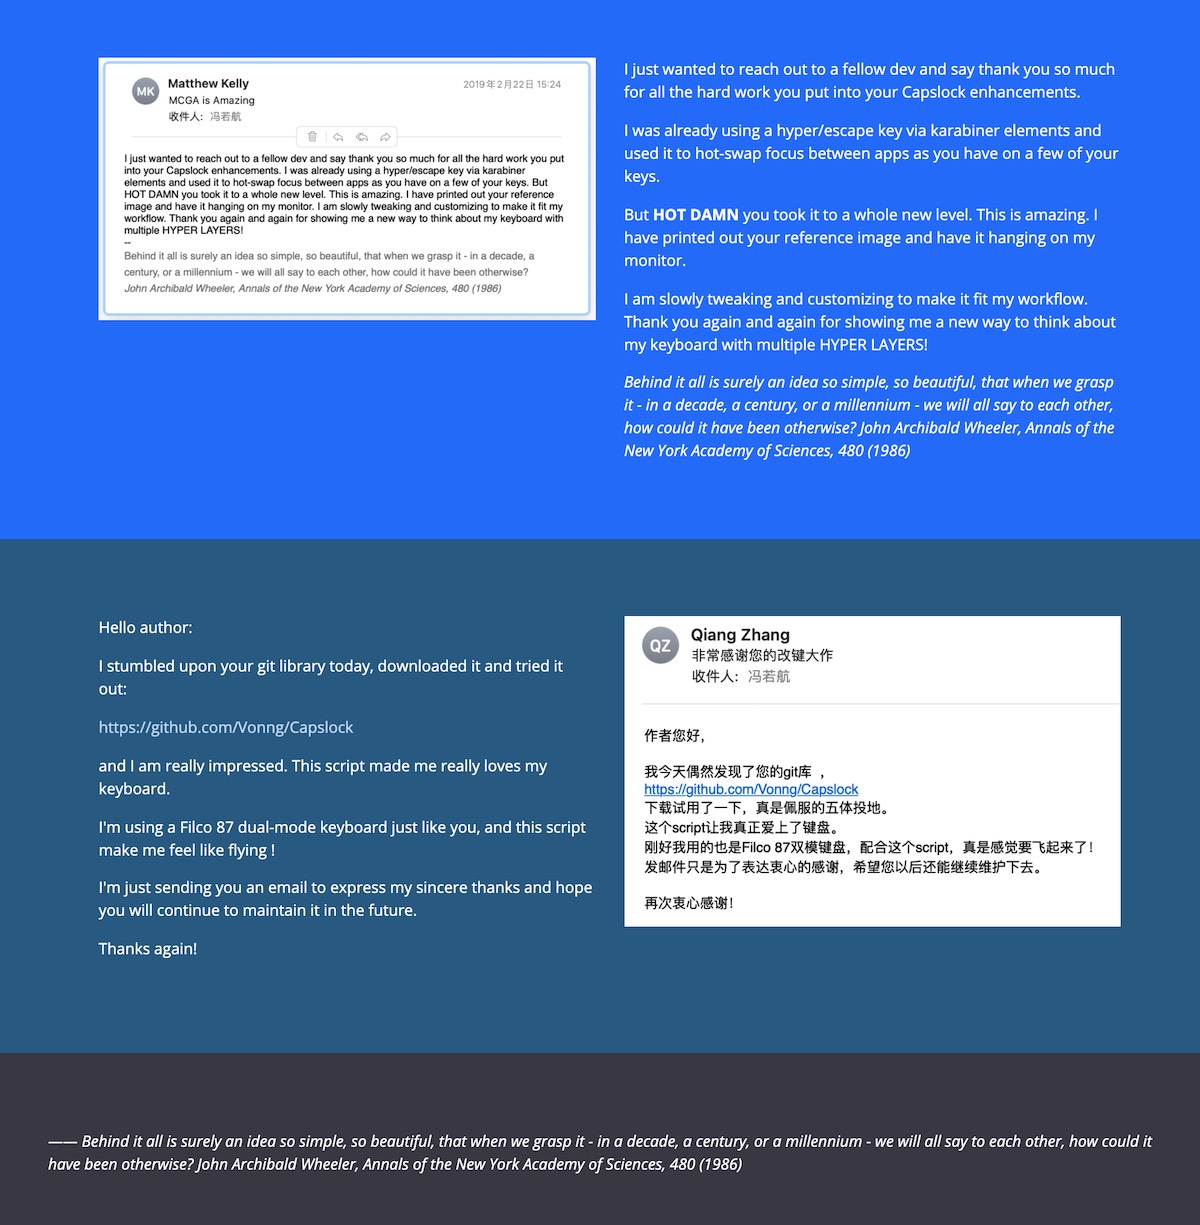 MK
Matthew Kelly
2019年2月22日 15:24
MCGA is Amazing
收件人： 冯若航
I just wanted to reach out to a fellow dev and say thank you so much for all the hard work you put
into your Capslock enhancements. I was already using a hyper/escape key via karabiner
elements and used it to hot-swap focus between apps as you have on a few of your keys. But
HOT DAMN you took it to a whole new level. This is amazing. I have printed out your reference
image and have it hanging on my monitor. I am slowly tweaking and customizing to make it fit my
workflow. Thank you again and again for showing me a new way to think about my keyboard with
multiple HYPER LAYERS!
--
Behind it all is surely an idea so simple, so beautiful, that when we grasp it - in a decade, a
century, or a millennium - we will all say to each other, how could it have been otherwise?
John Archibald Wheeler, Annals of the New York Academy of Sciences, 480 (1986)
I just wanted to reach out to a fellow dev and say thank you so much
for all the hard work you put into your Capslock enhancements.
I was already using a hyper/escape key via karabiner elements and
used it to hot-swap focus between apps as you have on a few of your
keys.
But HOT DAMN you took it to a whole new level. This is amazing. I
have printed out your reference image and have it hanging on my
monitor.
I am slowly tweaking and customizing to make it fit my workflow.
Thank you again and again for showing me a new way to think about
my keyboard with multiple HYPER LAYERS!
Behind it all is surely an idea so simple, so beautiful, that when we grasp
it - in a decade, a century, or a millennium - we will all say to each other,
how could it have been otherwise? John Archibald Wheeler, Annals of the
New York Academy of Sciences, 480 (1986)
Hello author:
I stumbled upon your git library today, downloaded it and tried it
out:
https://github.com/Vonng/Capslock
and I am really impressed. This script made me really loves my
keyboard.
I'm using a Filco 87 dual-mode keyboard just like you, and this script
make me feel like flying !
I'm just sending you an email to express my sincere thanks and hope
you will continue to maintain it in the future.
Thanks again!
QZ
Qiang Zhang
非常感谢您的改键大作
收件人： 冯若航
作者您好，
我今天偶然发现了您的git库 ，
https://github.com/Vonng/Capslock
下载试用了一下，真是佩服的五体投地。
这个script让我真正爱上了键盘。
刚好我用的也是Filco 87双模键盘，配合这个script，真是感觉要飞起来了！
发邮件只是为了表达衷心的感谢，希望您以后还能继续维护下去。
再次衷心感谢！
—— Behind it all is surely an idea so simple, so beautiful, that when we grasp it - in a decade, a century, or a millennium - we will all say to each other, how could it
have been otherwise? John Archibald Wheeler, Annals of the New York Academy of Sciences, 480 (1986)